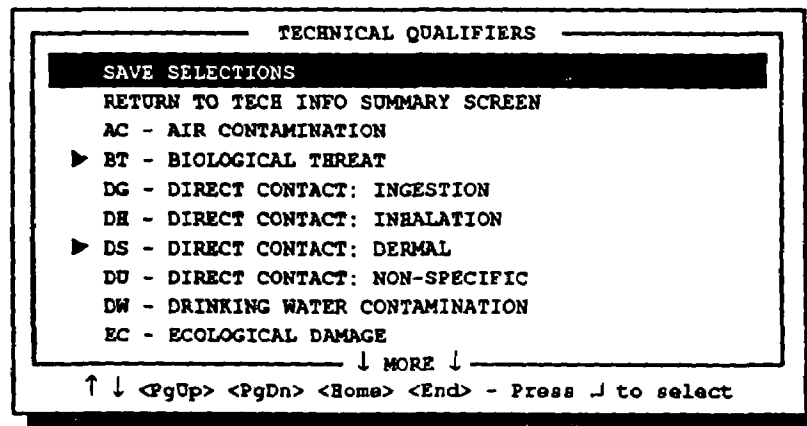 TECHNICAL QUALIFIERS
SAVE SELECTIONS
RETURN TO TECH INFO SUMMARY SCREEN
AC - AIR CONTAMINATION
▶ BT - BIOLOGICAL THREAT
DG - DIRECT CONTACT: INGESTION
DH - DIRECT CONTACT: INHALATION
▶ DS - DIRECT CONTACT: DERMAL
DU - DIRECT CONTACT: NON-SPECIFIC
DW - DRINKING WATER CONTAMINATION
EC - ECOLOGICAL DAMAGE
↓ MORE ↓
↑ ↓ <PgUp> <PgDn> <Home> <End> - Press ↵ to select